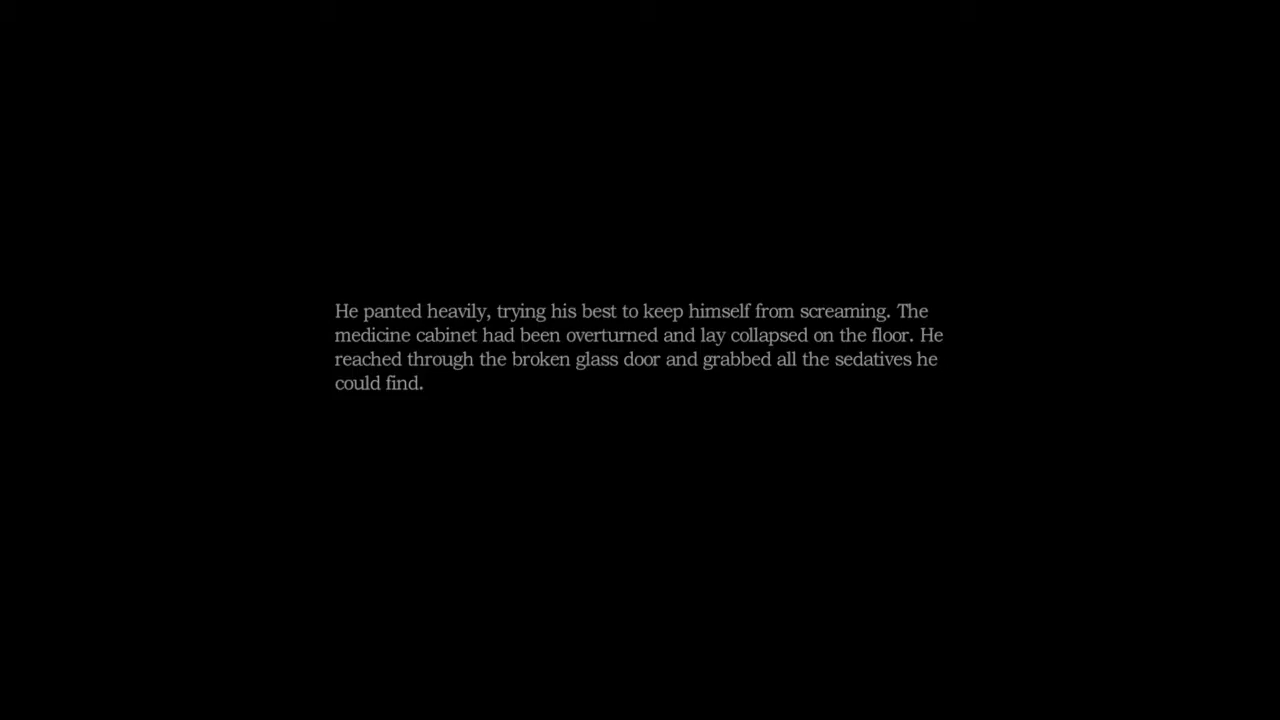 He panted heavily, trying his best to keep himself from screaming. The
medicine cabinet had been overturned and lay collapsed on the floor. He
reached through the broken glass door and grabbed all the sedatives he
could find.